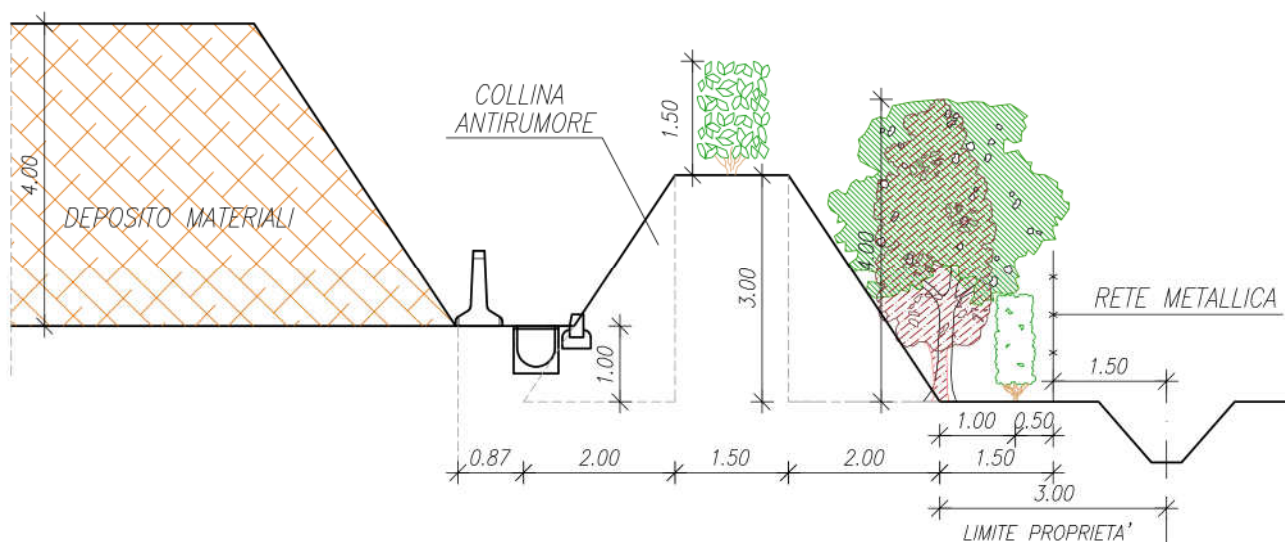 COLLINA
ANTIRUMORE
1.50
4.00
DEPOSITO MATERIALI
3.00
4.00
RETE METALLICA
1.00
1.50
1.00
0.50
0.87
2.00
1.50
2.00
1.50
3.00
LIMITE PROPRIETA'